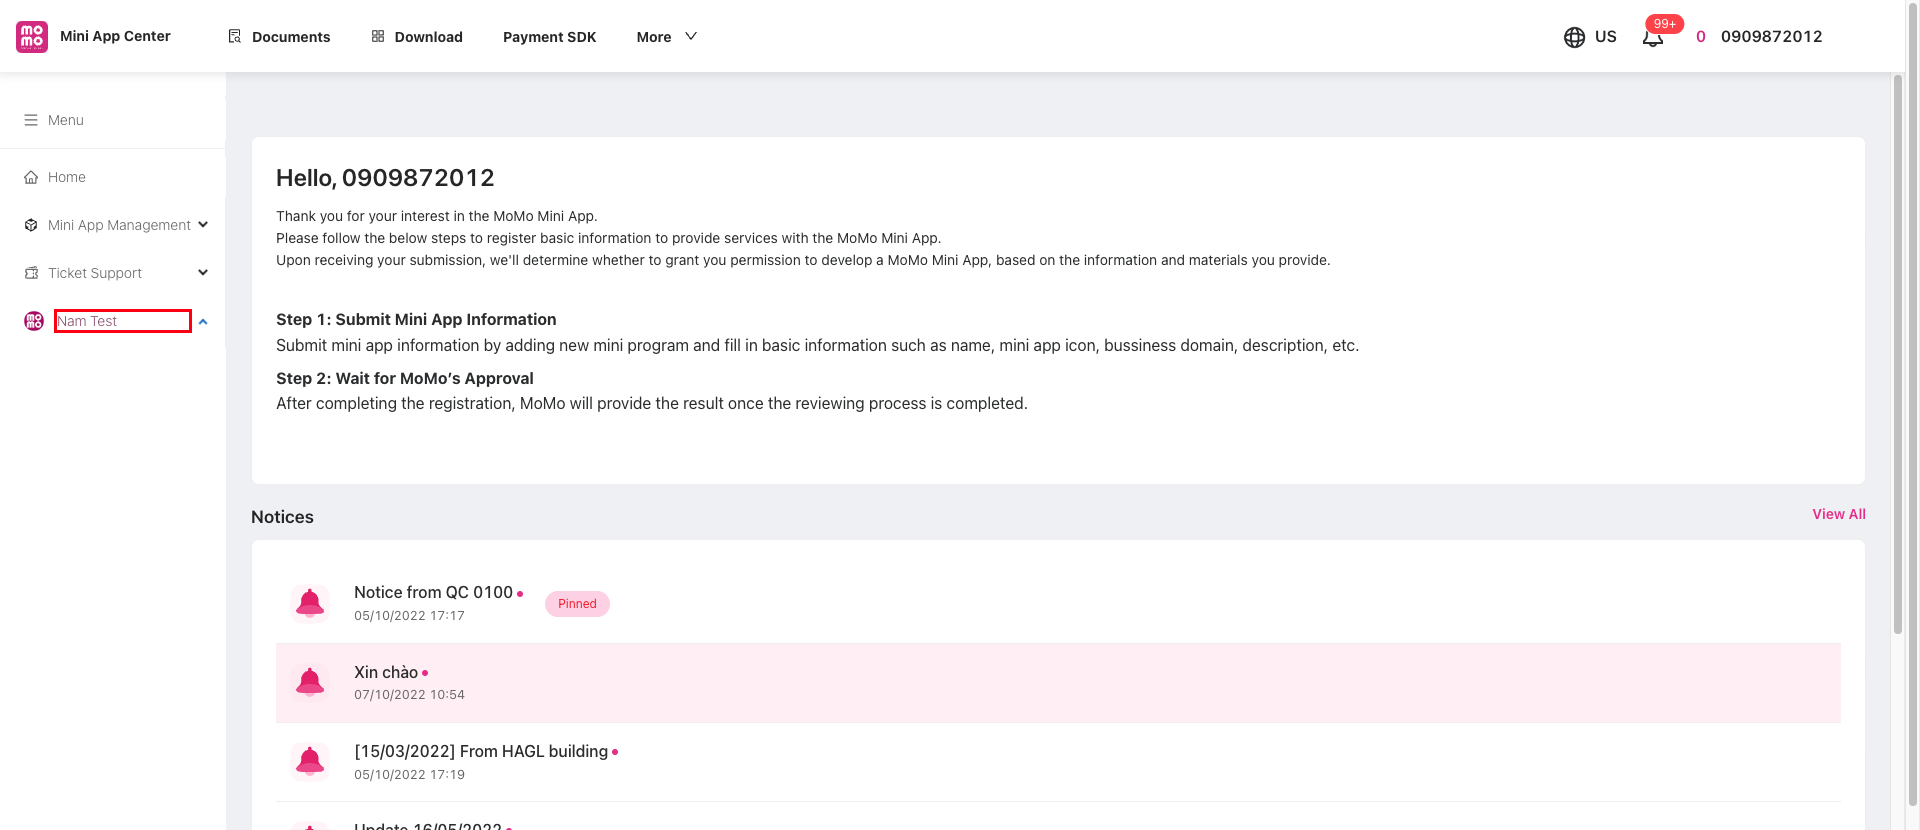 Mini App Center
Documents
Download
Payment SDK
More
US
99+
0
0909872012
Menu
Home
Mini App Management
Ticket Support
Nam Test
Hello, 0909872012
Thank you for your interest in the MoMo Mini App.
Please follow the below steps to register basic information to provide services with the MoMo Mini App.
Upon receiving your submission, we'll determine whether to grant you permission to develop a MoMo Mini App, based on the information and materials you provide.
Step 1: Submit Mini App Information
Submit mini app information by adding new mini program and fill in basic information such as name, mini app icon, bussiness domain, description, etc.
Step 2: Wait for MoMo’s Approval
After completing the registration, MoMo will provide the result once the reviewing process is completed.
Notices
View All
Notice from QC 0100
Pinned
05/10/2022 17:17
Xin chào
07/10/2022 10:54
[15/03/2022] From HAGL building
05/10/2022 17:19
Update 16/05/2022